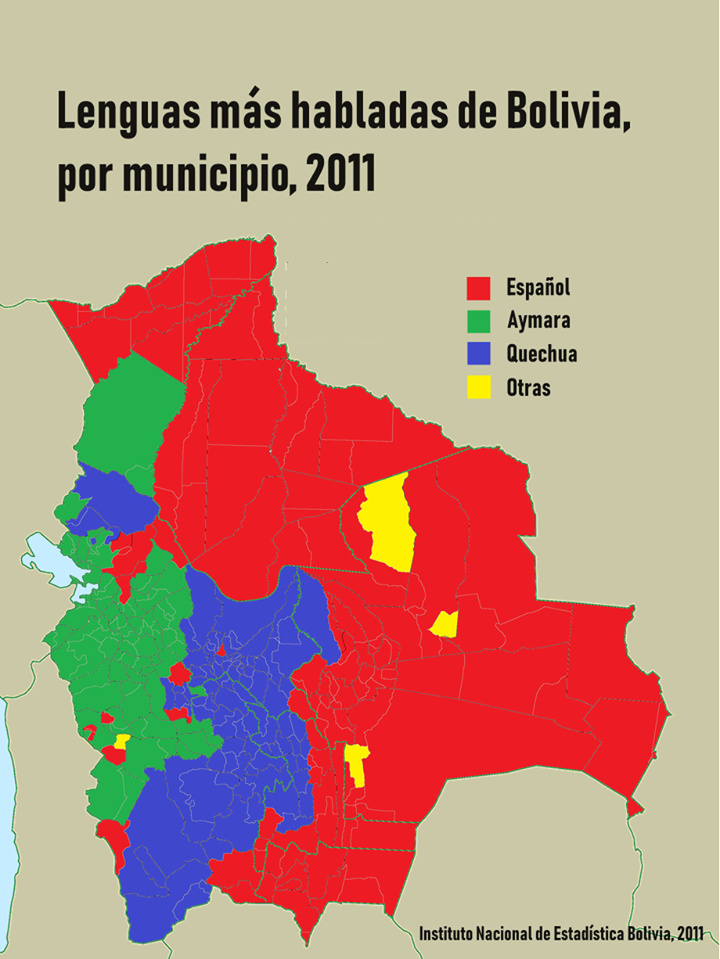 Lenguas más habladas de Bolivia,
por municipio, 2011
Español
Aymara
Quechua
Otras
Instituto Nacional de Estadística Bolivia, 2011